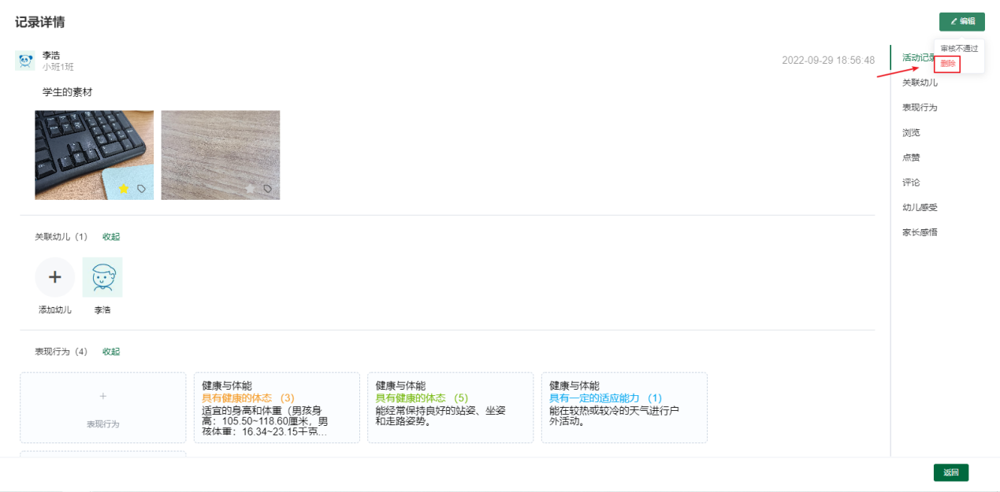 记录详情
编辑
审核不通过
删除
李浩
小班1班
2022-09-29 18:56:48
学生的素材
活动记录
关联幼儿
表现行为
浏览
点赞
评论
幼儿感受
家长感悟
关联幼儿（1） 收起
添加幼儿
李浩
表现行为（4） 收起
表现行为
健康与体能
具有健康的体态 （3）
适宜的身高和体重（男孩身
高：105.50~118.60厘米，男
孩体重：16.34~23.15千克...
健康与体能
具有健康的体态 （5）
能经常保持良好的站姿、坐姿
和走路姿势。
健康与体能
具有一定的适应能力 （1）
能在较热或较冷的天气进行户
外活动。
返回